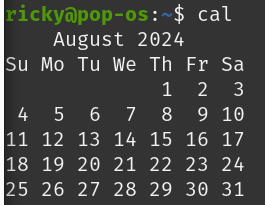 ricky@pop-os:~$ cal
    August 2024
Su Mo Tu We Th Fr Sa
             1  2  3
 4  5  6  7  8  9 10
11 12 13 14 15 16 17
18 19 20 21 22 23 24
25 26 27 28 29 30 31